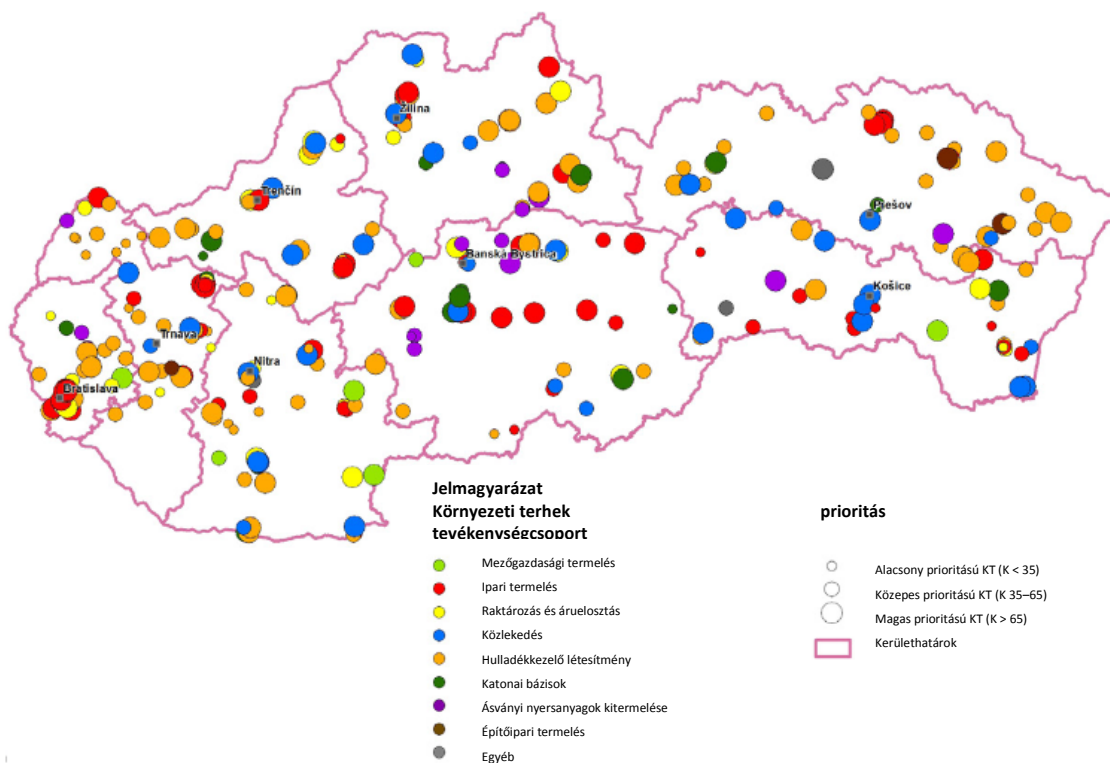 Žilina
Trenčín
Prešov
Banská Bystrica
Košice
Trnava
Nitra
Bratislava
Jelmagyarázat
Környezeti terhek
tevékenységcsoport
Mezőgazdasági termelés
Ipari termelés
Raktározás és áruelosztás
Közlekedés
Hulladékkezelő létesítmény
Katonai bázisok
Ásványi nyersanyagok kitermelése
Építőipari termelés
Egyéb
prioritás
Alacsony prioritású KT (K < 35)
Közepes prioritású KT (K 35–65)
Magas prioritású KT (K > 65)
Kerülethatárok